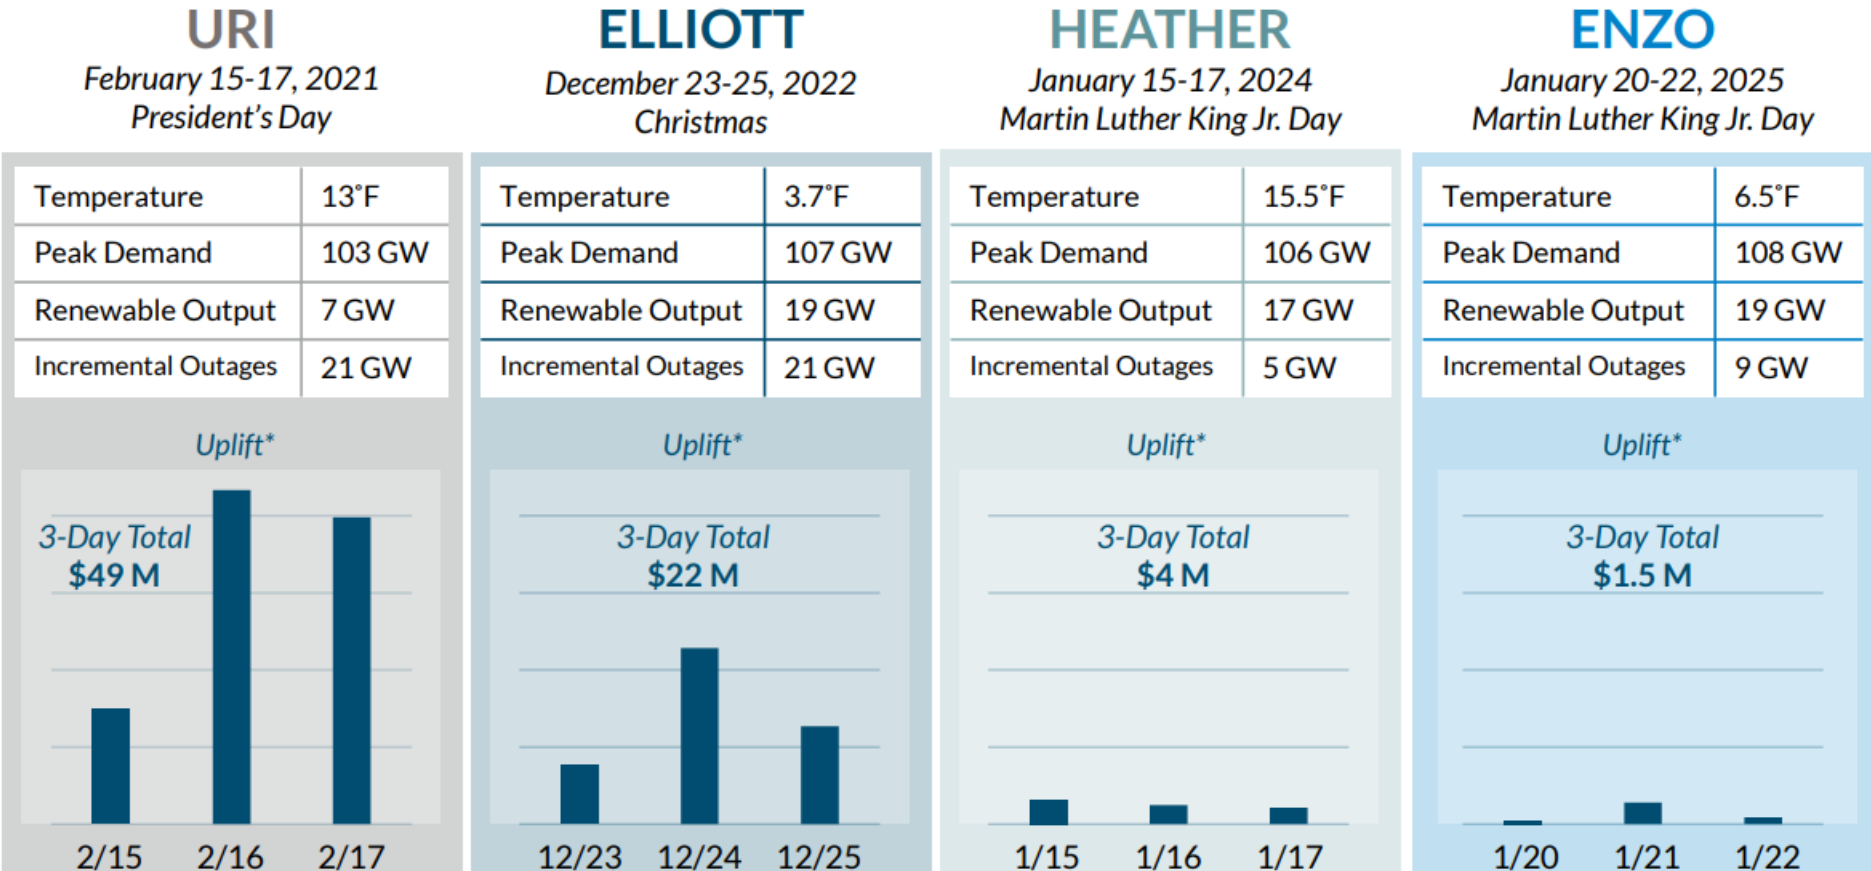 URI
February 15-17, 2021
President's Day
Temperature 13˚F
Peak Demand 103 GW
Renewable Output 7 GW
Incremental Outages 21 GW
Uplift*
3-Day Total
$49 M
2/15 2/16 2/17
ELLIOTT
December 23-25, 2022
Christmas
Temperature 3.7˚F
Peak Demand 107 GW
Renewable Output 19 GW
Incremental Outages 21 GW
Uplift*
3-Day Total
$22 M
12/23 12/24 12/25
HEATHER
January 15-17, 2024
Martin Luther King Jr. Day
Temperature 15.5˚F
Peak Demand 106 GW
Renewable Output 17 GW
Incremental Outages 5 GW
Uplift*
3-Day Total
$4 M
1/15 1/16 1/17
ENZO
January 20-22, 2025
Martin Luther King Jr. Day
Temperature 6.5˚F
Peak Demand 108 GW
Renewable Output 19 GW
Incremental Outages 9 GW
Uplift*
3-Day Total
$1.5 M
1/20 1/21 1/22